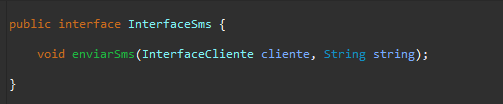 public interface InterfaceSms {
void enviarSms(InterfaceCliente cliente, String string);
}